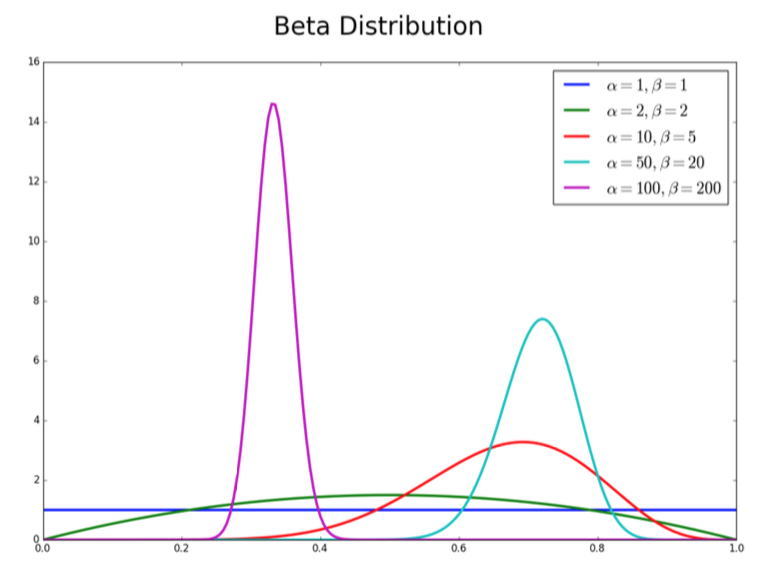 Beta Distribution
16
14
12
10
8
6
4
2
0
0.0 0.2 0.4 0.6 0.8 1.0
α = 1, β = 1
α = 2, β = 2
α = 10, β = 5
α = 50, β = 20
α = 100, β = 200